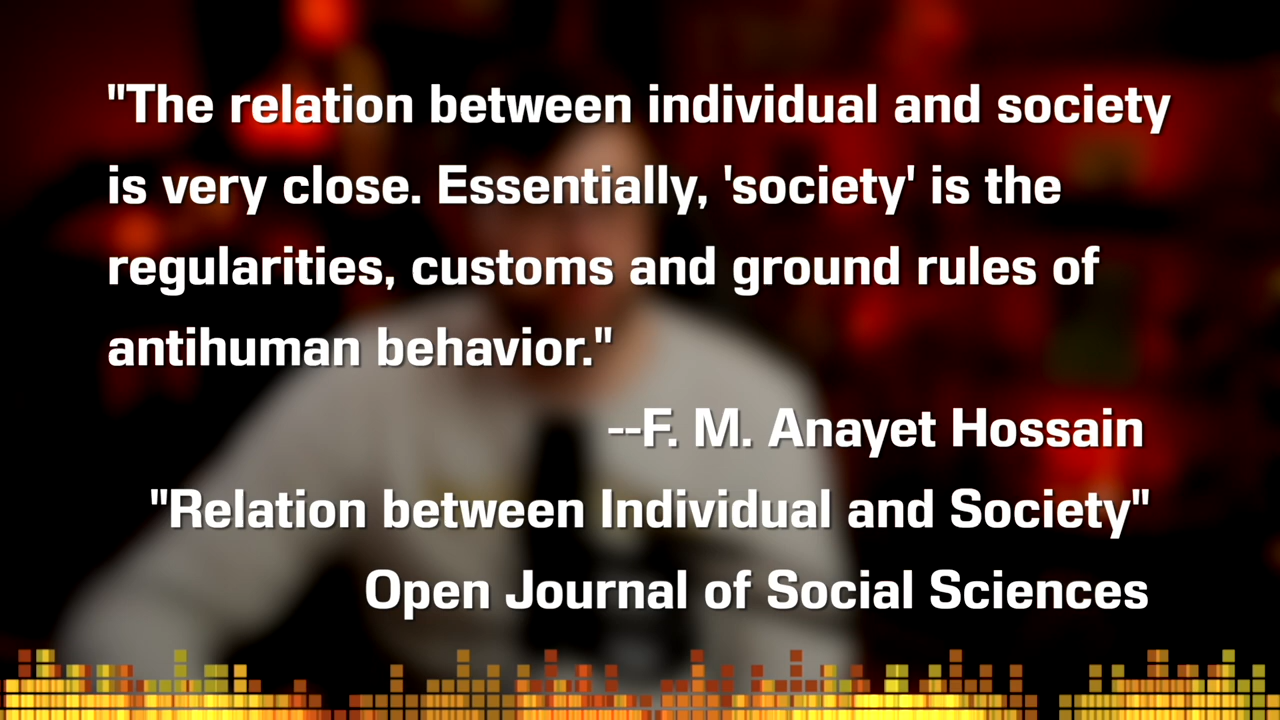 "The relation between individual and society
is very close. Essentially, 'society' is the
regularities, customs and ground rules of
antihuman behavior."
--F. M. Anayet Hossain
"Relation between Individual and Society"
Open Journal of Social Sciences